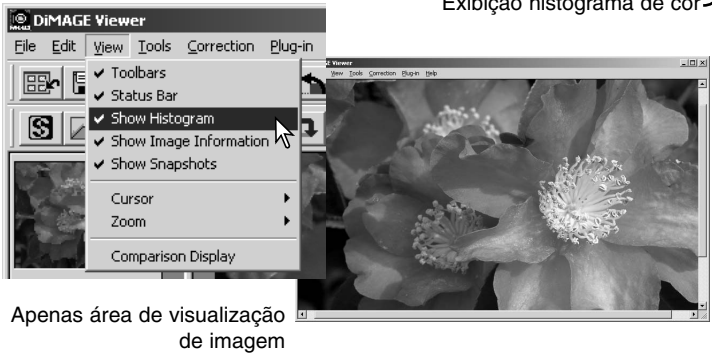 Exibição histograma de cor
DiMAGE Viewer
File Edit View Tools Correction Plug-in
✔ Toolbars
✔ Status Bar
✔ Show Histogram
✔ Show Image Information
✔ Show Snapshots
Cursor
Zoom
Comparison Display
Viewer
View Tools Correction Plug-in Help
Apenas área de visualização
de imagem